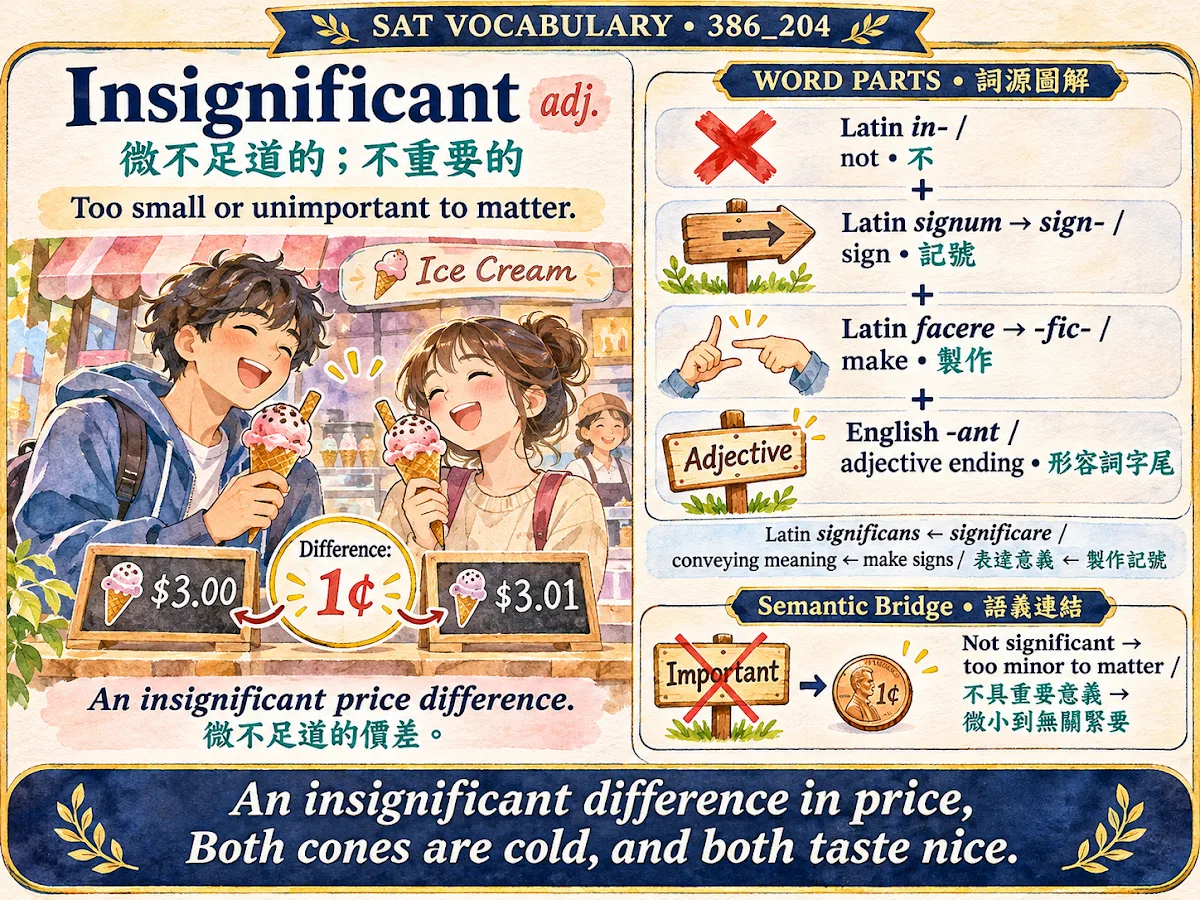 SAT VOCABULARY • 386_204
Insignificant adj.
微不足道的；不重要的
Too small or unimportant to matter.
Ice Cream
Difference:
1¢
$3.00
$3.01
An insignificant price difference.
微不足道的價差。
WORD PARTS • 詞源圖解
Latin in- /
not • 不
+
Latin signum → sign- /
sign • 記號
+
Latin facere → -fic- /
make • 製作
+
Adjective
English -ant /
adjective ending • 形容詞字尾
Latin significans ← significare /
conveying meaning ← make signs / 表達意義 ← 製作記號
Semantic Bridge • 語義連結
Important
1¢
Not significant →
too minor to matter /
不具重要意義 →
微小到無關緊要
An insignificant difference in price,
Both cones are cold, and both taste nice.